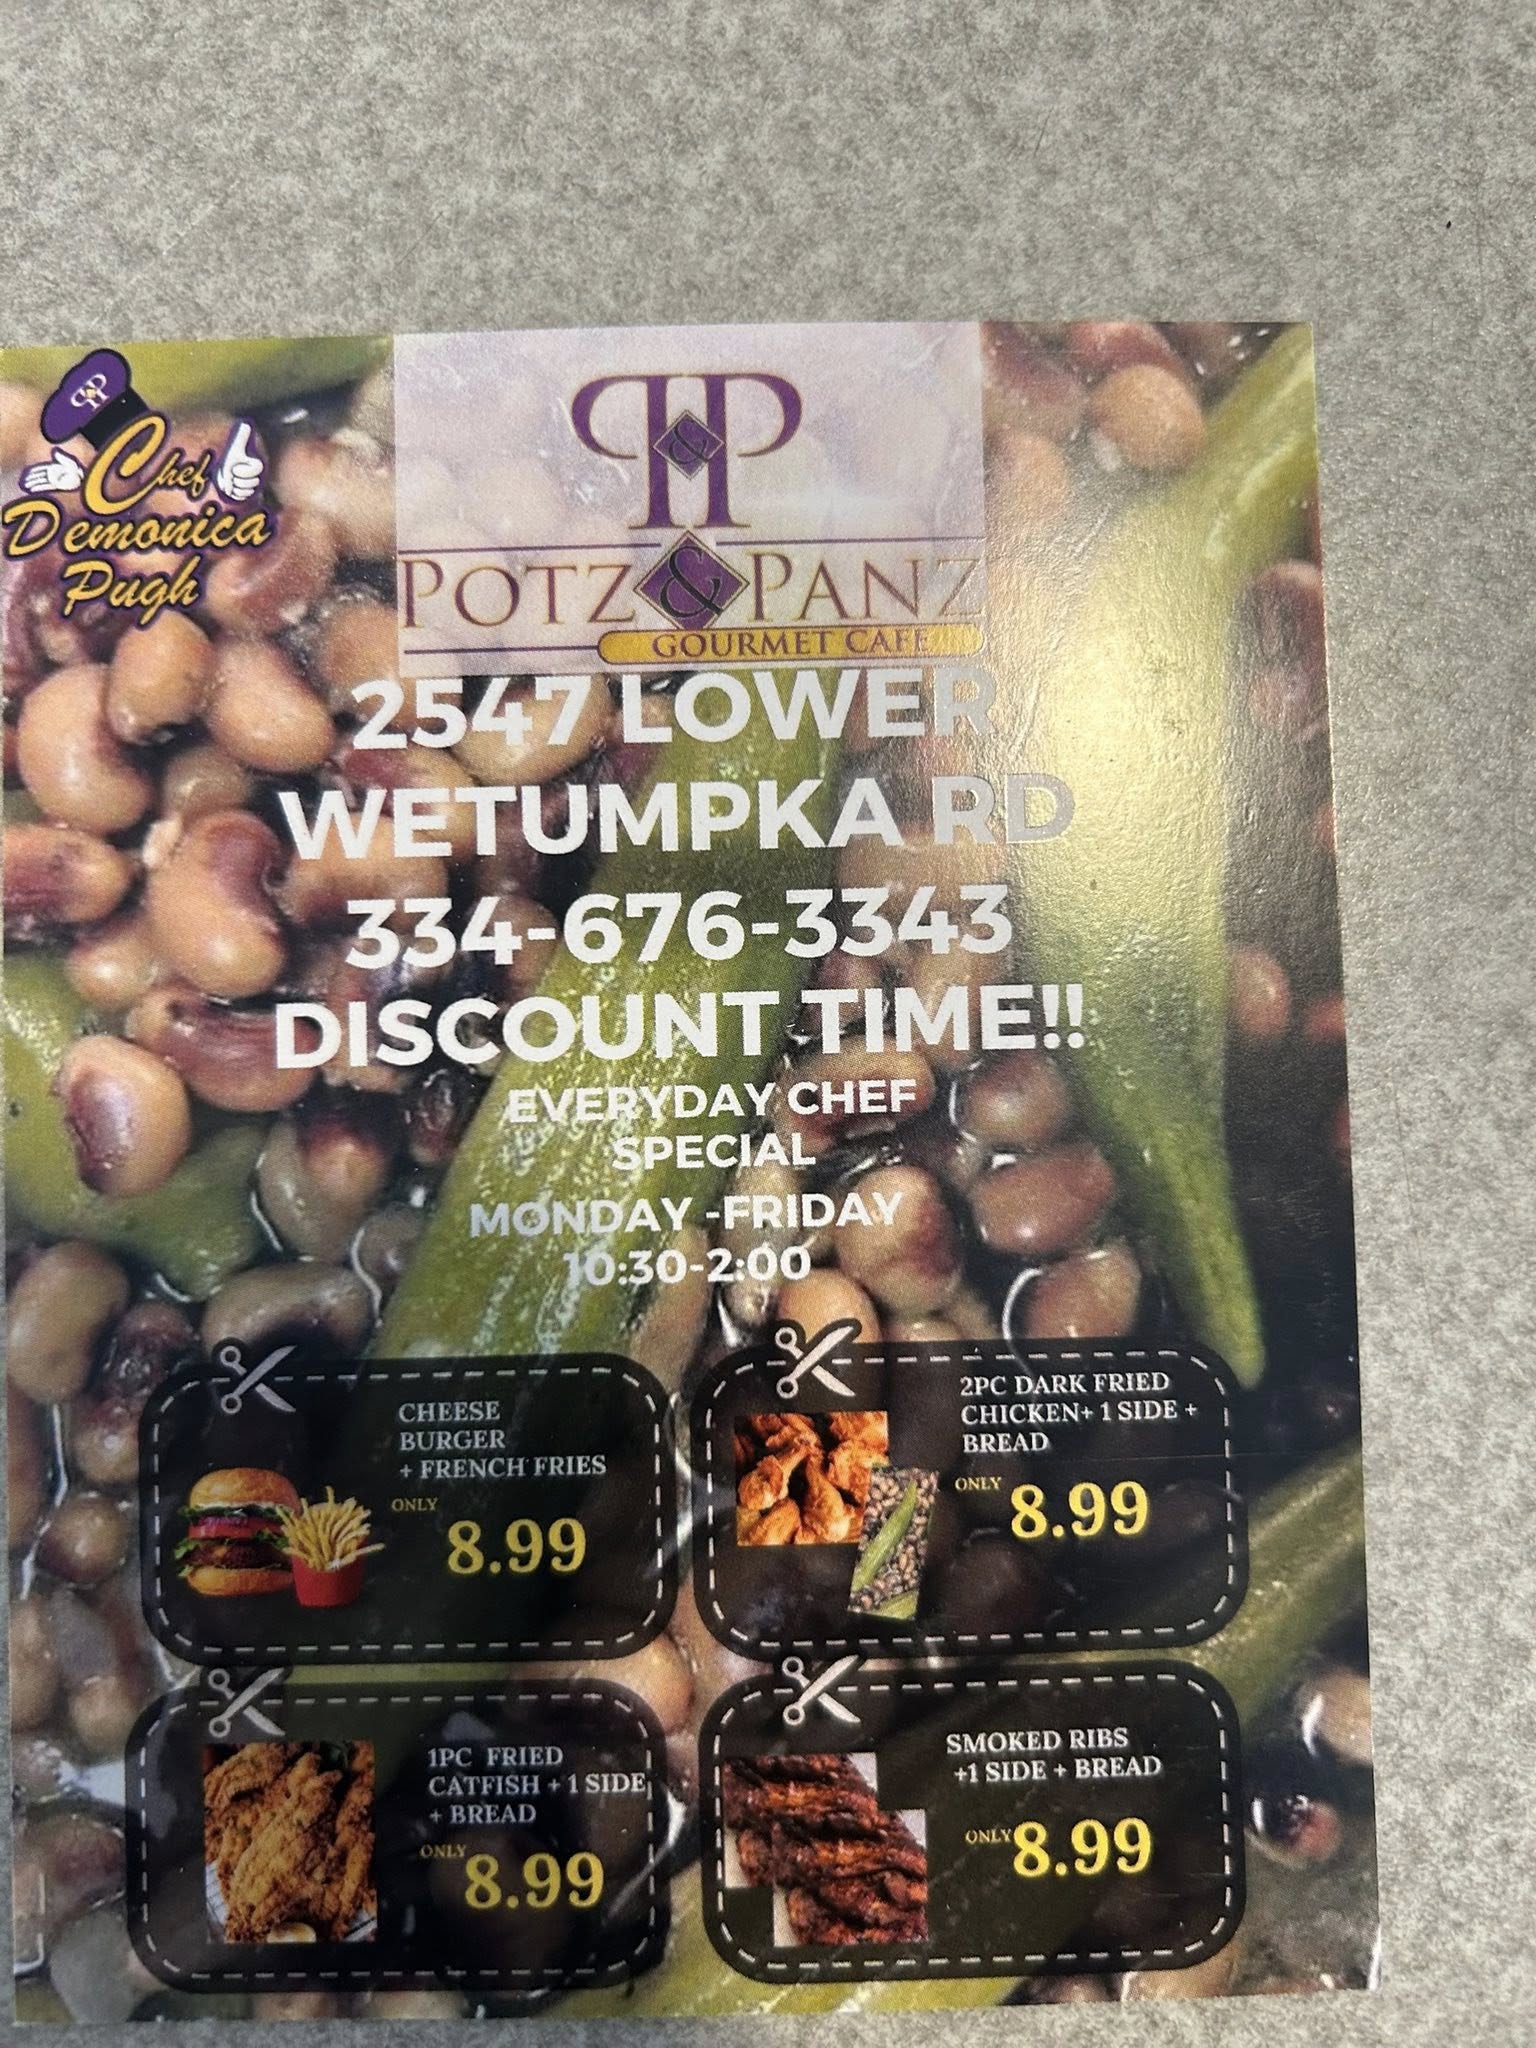 P&P
Chef
Demonica
Pugh
P&P
POTZ & PANZ
GOURMET CAFE
2547 LOWER
WETUMPKA RD
334-676-3343
DISCOUNT TIME!!
EVERYDAY CHEF
SPECIAL
MONDAY -FRIDAY
10:30-2:00
CHEESE
BURGER
+ FRENCH FRIES
ONLY
8.99
2PC DARK FRIED
CHICKEN+ 1 SIDE +
BREAD
ONLY
8.99
1PC FRIED
CATFISH + 1 SIDE
+ BREAD
ONLY
8.99
SMOKED RIBS
+1 SIDE + BREAD
ONLY
8.99